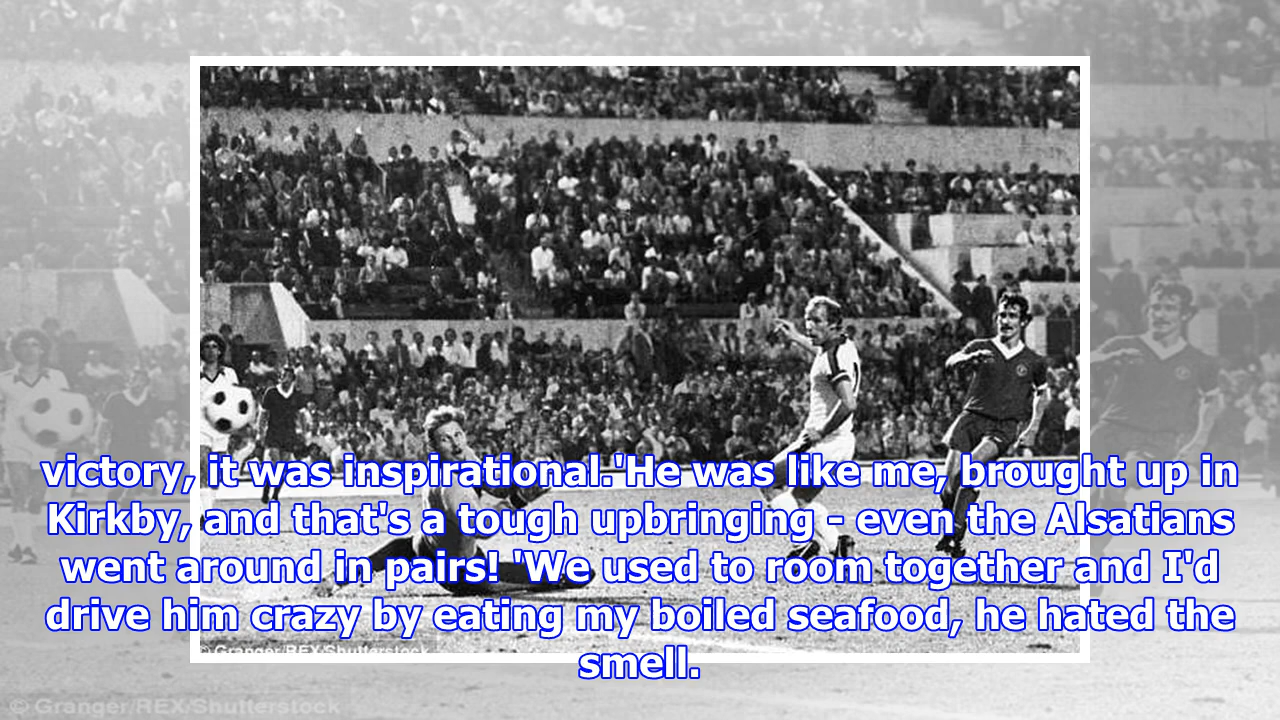 victory, it was inspirational.'He was like me, brought up in
Kirkby, and that's a tough upbringing - even the Alsatians
went around in pairs! 'We used to room together and I'd
drive him crazy by eating my boiled seafood, he hated the
smell.
© Granger/REX/Shutterstock
© Granger/REX/Shutterstock